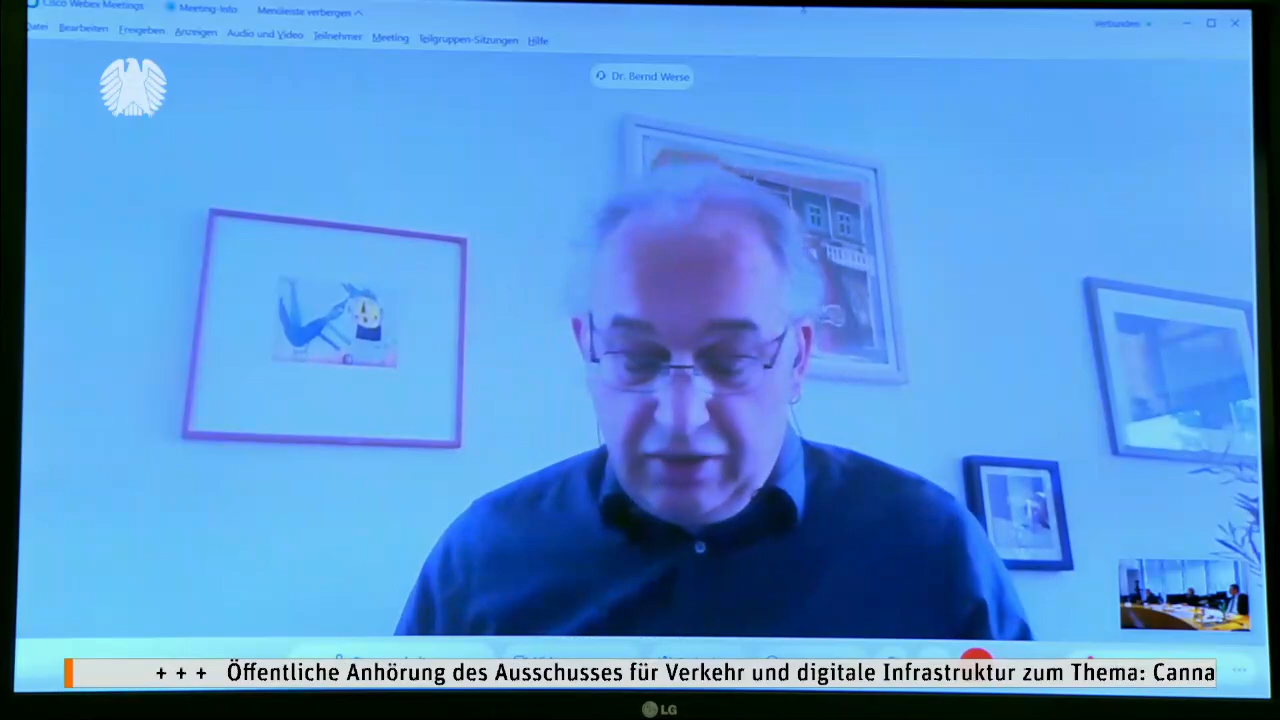 Cisco Webex Meetings Meeting-Info Menüleiste verbergen
Datei Bearbeiten Freigeben Anzeigen Audio und Video Teilnehmer Meeting Teilgruppen-Sitzungen Hilfe
Verbunden
Dr. Bernd Werse
+ + + Öffentliche Anhörung des Ausschusses für Verkehr und digitale Infrastruktur zum Thema: Canna
LG